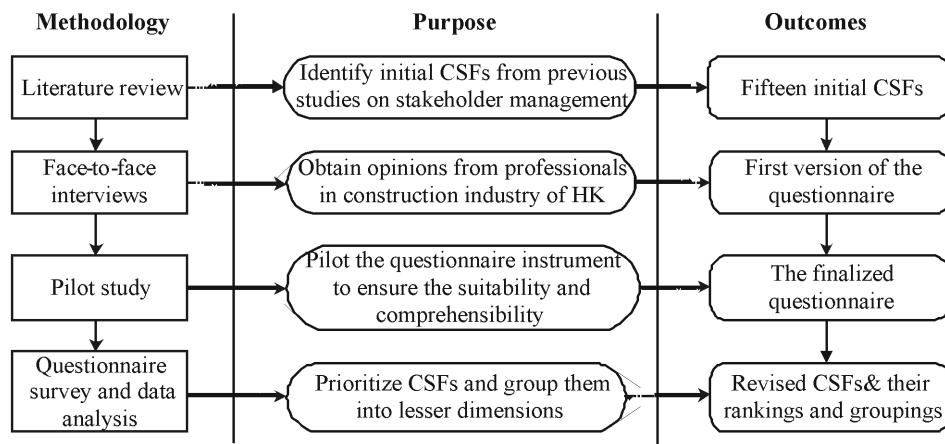 Methodology
Purpose
Outcomes
Literature review
Identify initial CSFs from previous
studies on stakeholder management
Fifteen initial CSFs
Face-to-face
interviews
Obtain opinions from professionals
in construction industry of HK
First version of the
questionnaire
Pilot study
Pilot the questionnaire instrument
to ensure the suitability and
comprehensibility
The finalized
questionnaire
Questionnaire
survey and data
analysis
Prioritize CSFs and group them
into lesser dimensions
Revised CSFs& their
rankings and groupings